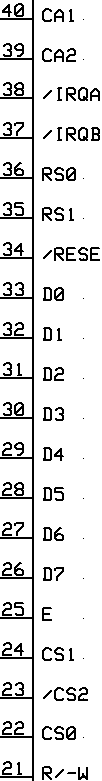 40 CA1
39 CA2
38 /IRQA
37 /IRQB
36 RS0
35 RS1
34 /RESE
33 D0
32 D1
31 D2
30 D3
29 D4
28 D5
27 D6
26 D7
25 E
24 CS1
23 /CS2
22 CS0
21 R/-W